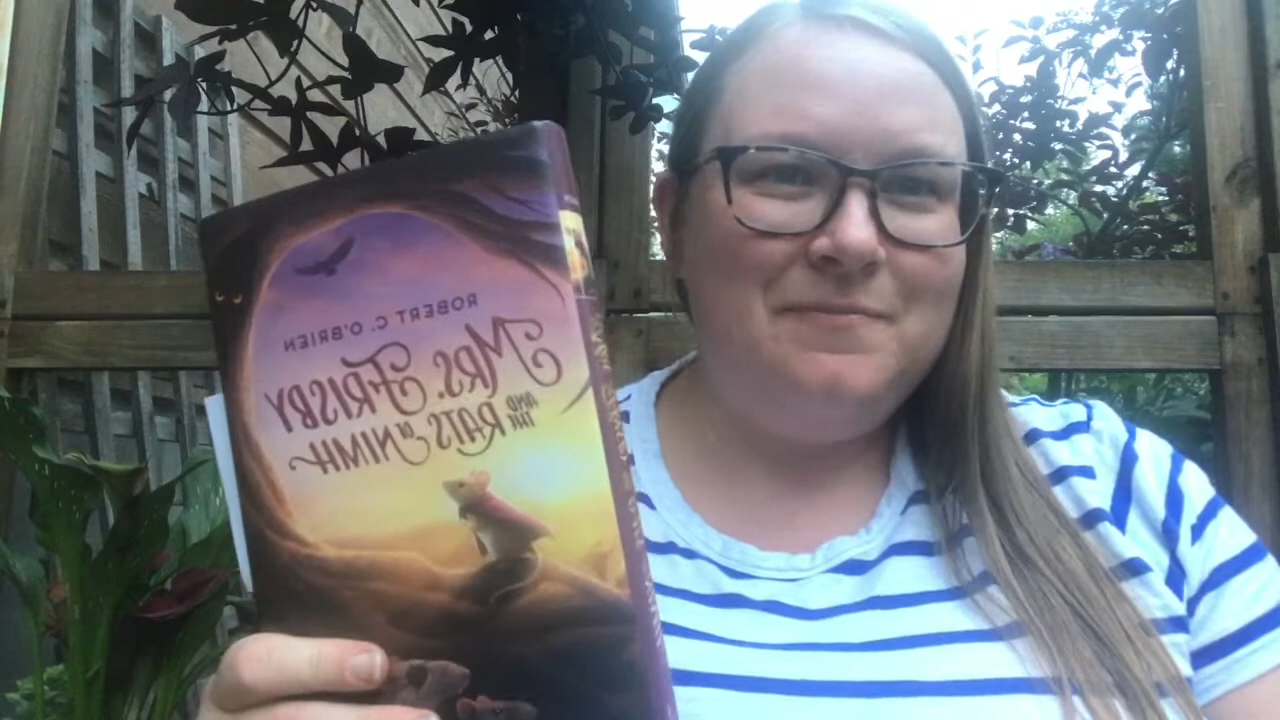 ROBERT C. O'BRIEN
MRS. FRISBY
AND THE RATS OF NIMH